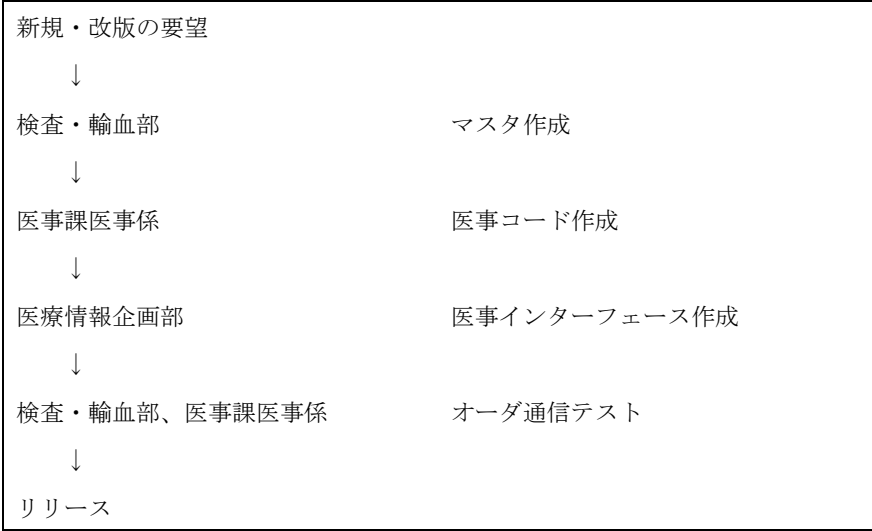 新規・改版の要望
↓
検査・輸血部　マスタ作成
↓
医事課医事係　医事コード作成
↓
医療情報企画部　医事インターフェース作成
↓
検査・輸血部、医事課医事係　オーダ通信テスト
↓
リリース